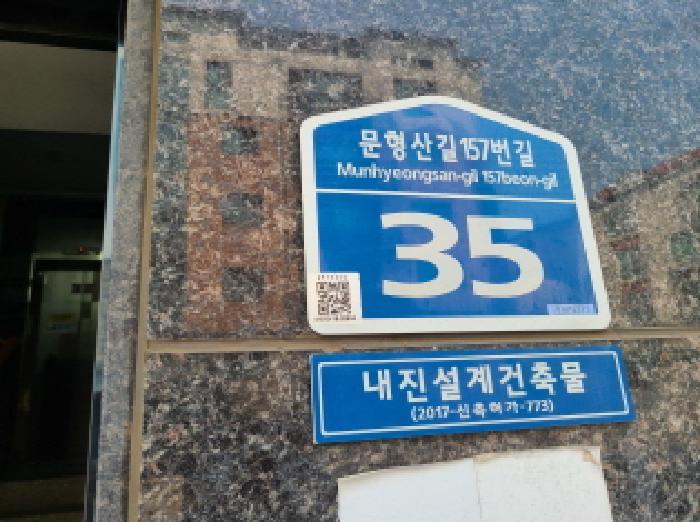 문형산길157번길
Munhyeongsan-gil 157beon-gil
35
내진설계건축물
(2017-신축허가-773)